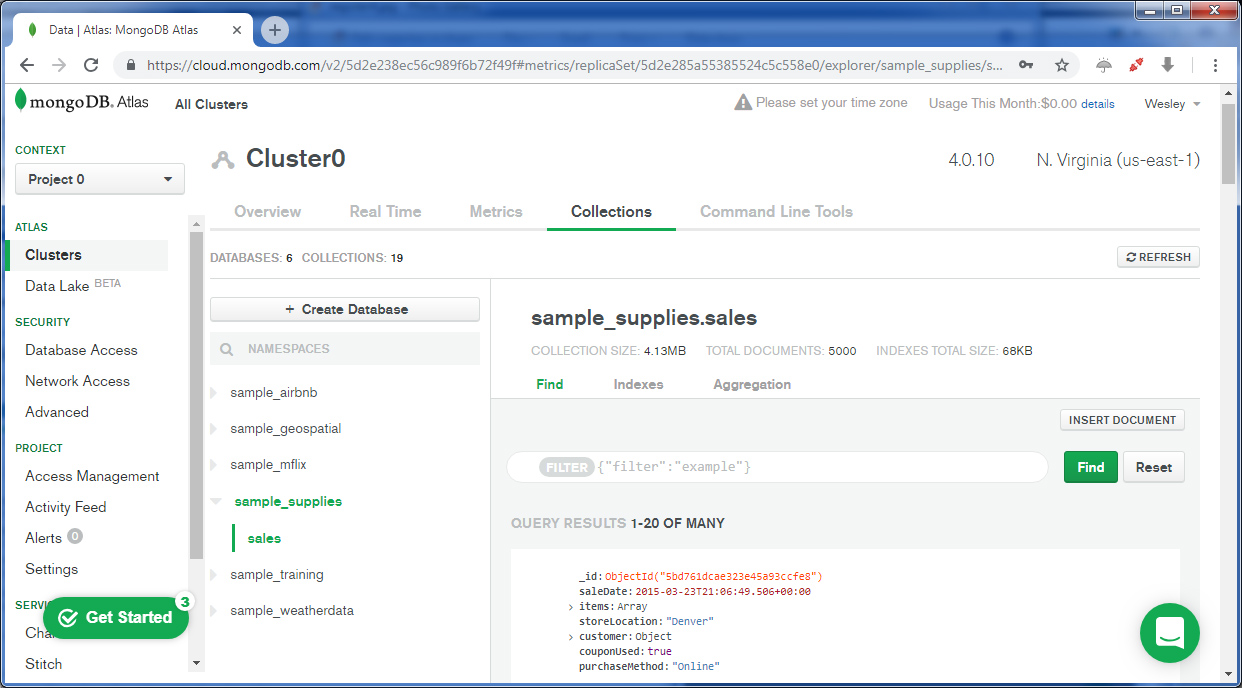 Data | Atlas: MongoDB Atlas
https://cloud.mongodb.com/v2/5d2e238ec56c989f6b72f49f#metrics/replicaSet/5d2e285a55385524c5c558e0/explorer/sample_supplies/s...
mongoDB. Atlas
All Clusters
Please set your time zone
Usage This Month:$0.00 details
Wesley
CONTEXT
Project 0
ATLAS
Clusters
Data Lake BETA
SECURITY
Database Access
Network Access
Advanced
PROJECT
Access Management
Activity Feed
Alerts 0
Settings
SERVIC
Get Started
3
Cha
Stitch
Cluster0
4.0.10
N. Virginia (us-east-1)
Overview
Real Time
Metrics
Collections
Command Line Tools
DATABASES: 6 COLLECTIONS: 19
REFRESH
+ Create Database
NAMESPACES
sample_airbnb
sample_geospatial
sample_mflix
sample_supplies
sales
sample_training
sample_weatherdata
sample_supplies.sales
COLLECTION SIZE: 4.13MB TOTAL DOCUMENTS: 5000 INDEXES TOTAL SIZE: 68KB
Find
Indexes
Aggregation
INSERT DOCUMENT
FILTER {"filter":"example"}
Find
Reset
QUERY RESULTS 1-20 OF MANY
_id: ObjectId("5bd761dcae323e45a93ccfe8")
saleDate: 2015-03-23T21:06:49.506+00:00
> items: Array
storeLocation: "Denver"
> customer: Object
couponUsed: true
purchaseMethod: "Online"